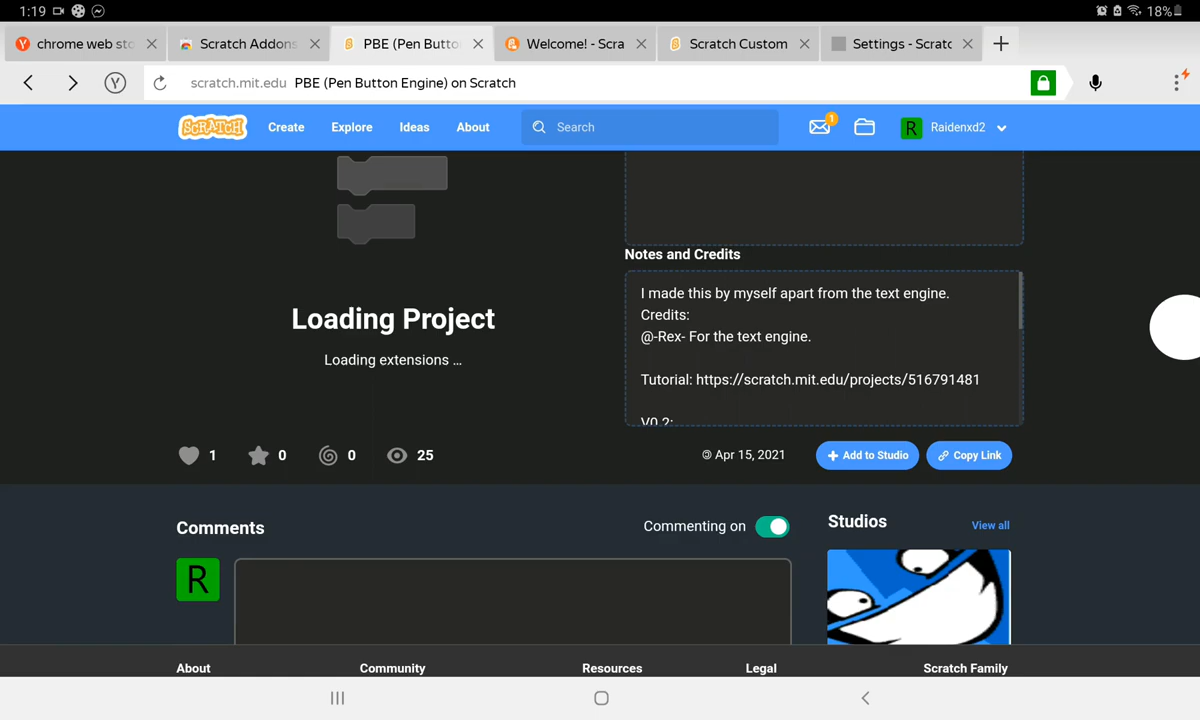 1:19
18%
chrome web sto
Scratch Addons
PBE (Pen Butto
Welcome! - Scra
Scratch Custom
Settings - Scratc
scratch.mit.edu PBE (Pen Button Engine) on Scratch
SCRATCH
Create
Explore
Ideas
About
Search
1
R
Raidenxd2
Notes and Credits
I made this by myself apart from the text engine.
Credits:
@-Rex- For the text engine.
Tutorial: https://scratch.mit.edu/projects/516791481
V0.2:
Loading Project
Loading extensions …
1
0
0
25
© Apr 15, 2021
Add to Studio
Copy Link
Comments
Commenting on
Studios
View all
R
About
Community
Resources
Legal
Scratch Family